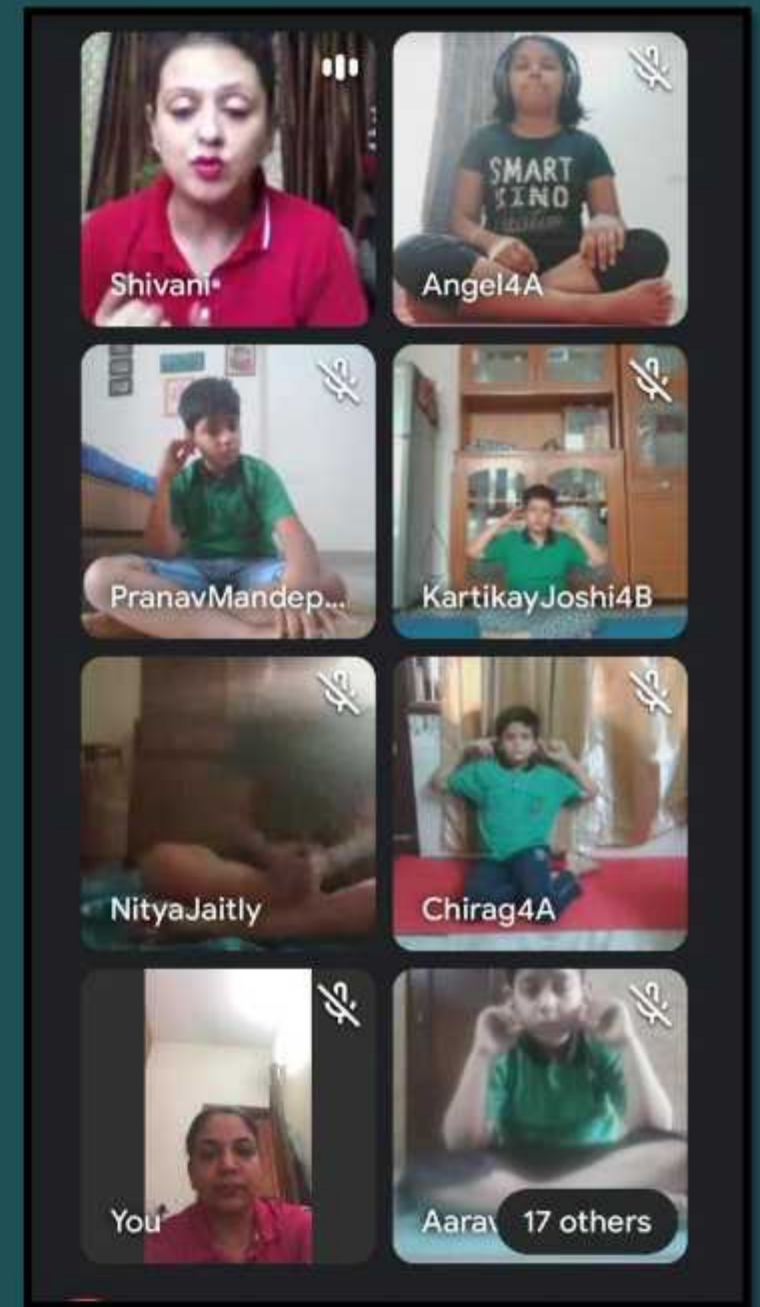 Shivani
Angel4A
SMART
KIND
PranavMandep...
KartikayJoshi4B
NityaJaitly
Chirag4A
You
Aarav
17 others